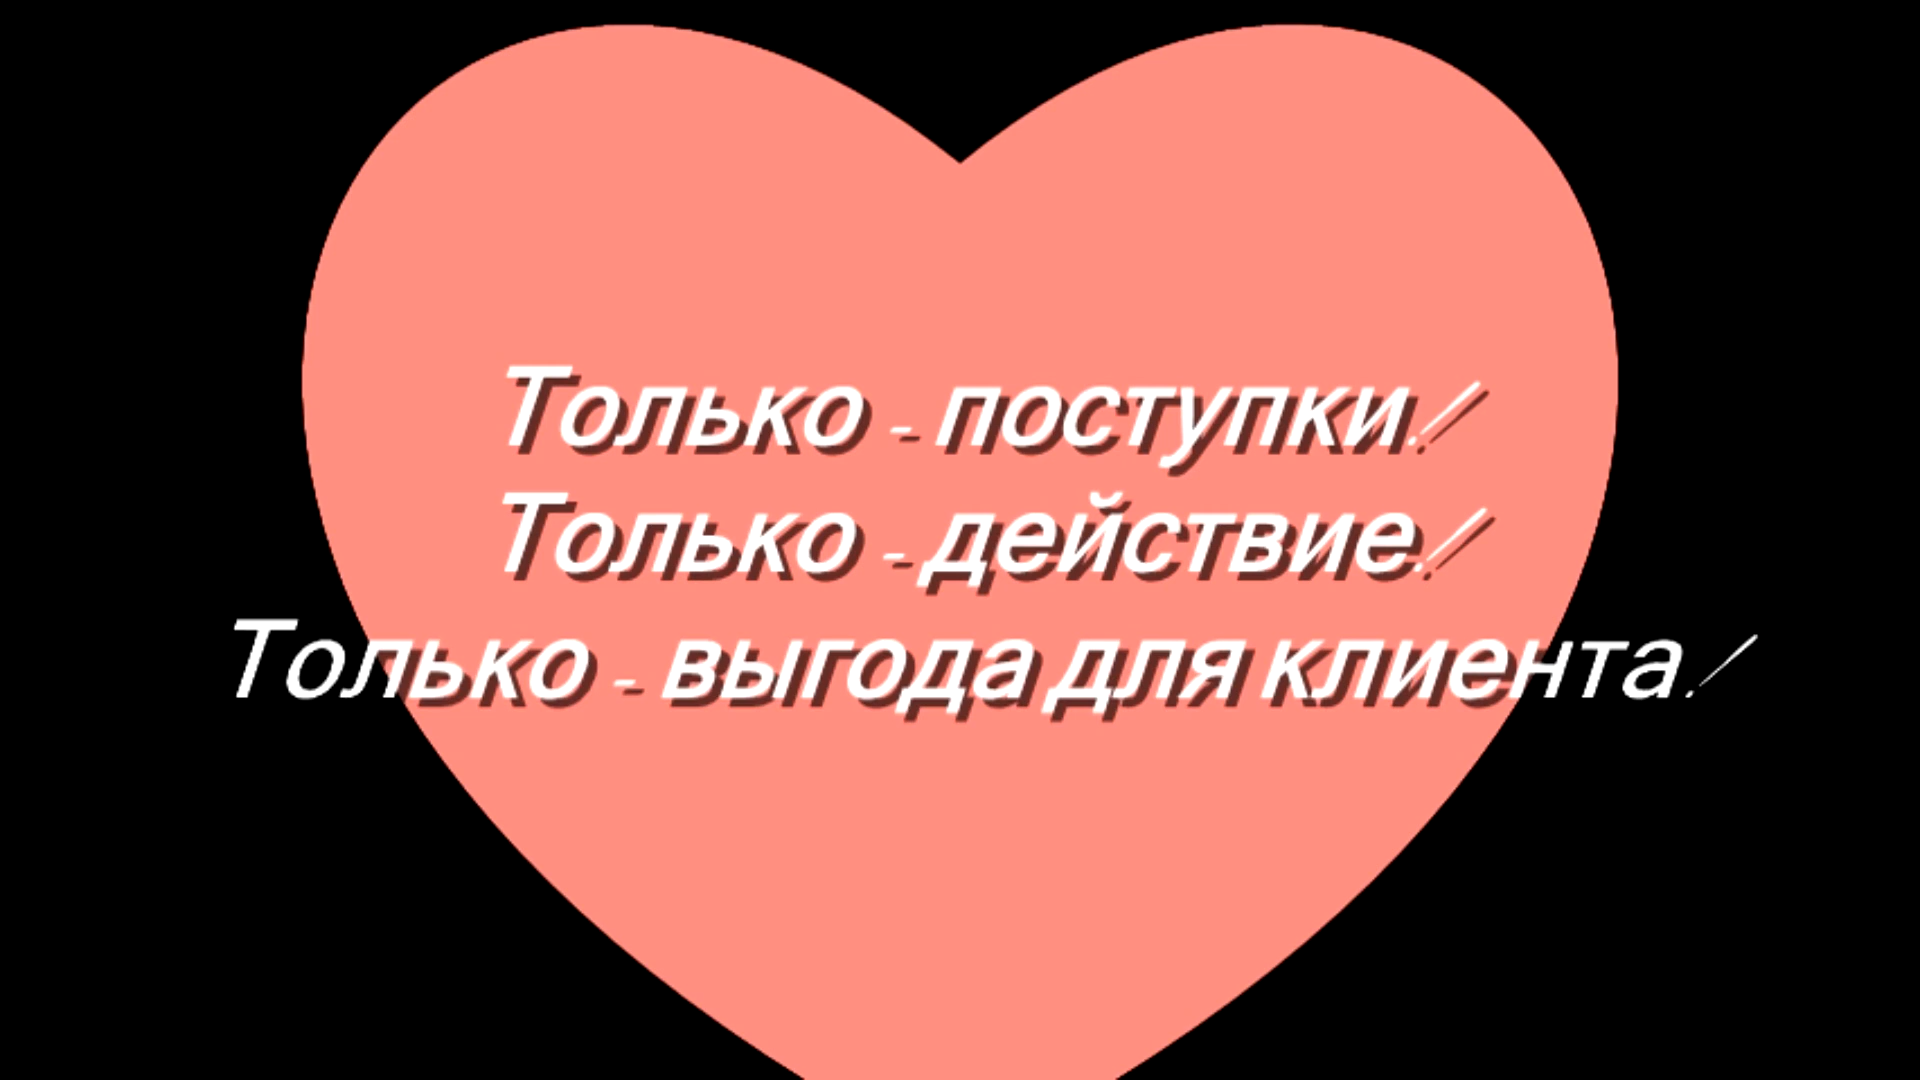 Только - поступки!
Только - действие!
Только - выгода для клиента!